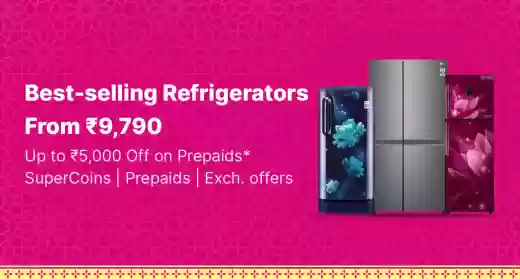 Best-selling Refrigerators
From ₹9,790
Up to ₹5,000 Off on Prepaids*
SuperCoins | Prepaids | Exch. offers